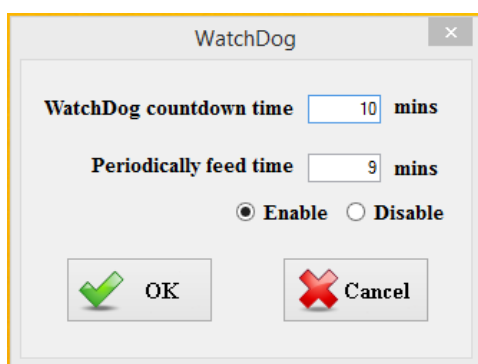 WatchDog
WatchDog countdown time 10 mins
Periodically feed time 9 mins
Enable Disable
OK Cancel